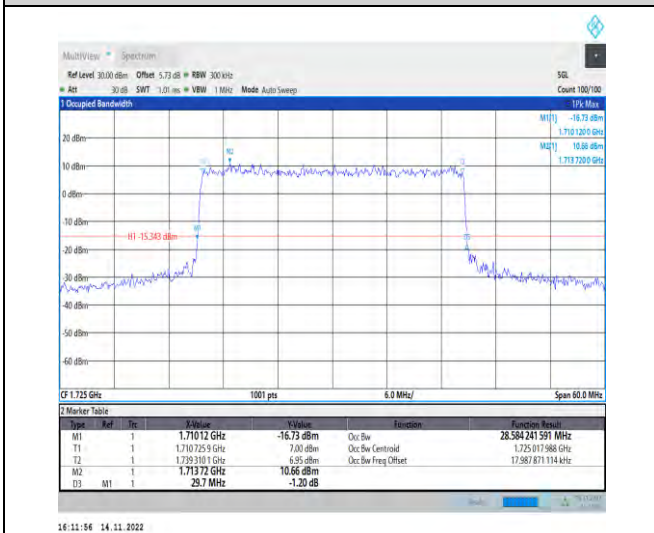 MultiView Spectrum
Ref Level 30.00 dBm Offset 5.73 dB RBW 300 kHz SGL
Att 30 dB SWT 1.01 ms VBW 1 MHz Mode Auto Sweep Count 100/100
1 Occupied Bandwidth 1Pk Max
M1[1] -16.73 dBm
1.710 120 0 GHz
M2[1] 10.66 dBm
1.713 720 0 GHz
20 dBm
M2
10 dBm
0 dBm
-10 dBm
H1 -15.343 dBm
-20 dBm
-30 dBm
-40 dBm
-50 dBm
-60 dBm
CF 1.725 GHz 1001 pts 6.0 MHz/ Span 60.0 MHz
2 Marker Table
Type Ref Trc X-Value Y-Value Function Function Result
M1 1 1.71012 GHz -16.73 dBm Occ Bw 28.584 241 591 MHz
T1 1 1.710 725 9 GHz 7.00 dBm Occ Bw Centroid 1.725 017 988 GHz
T2 1 1.739 310 1 GHz 6.95 dBm Occ Bw Freq Offset 17.987 871 114 kHz
M2 1 1.71372 GHz 10.66 dBm
D3 M1 1 29.7 MHz -1.20 dB
16:11:56 14.11.2022